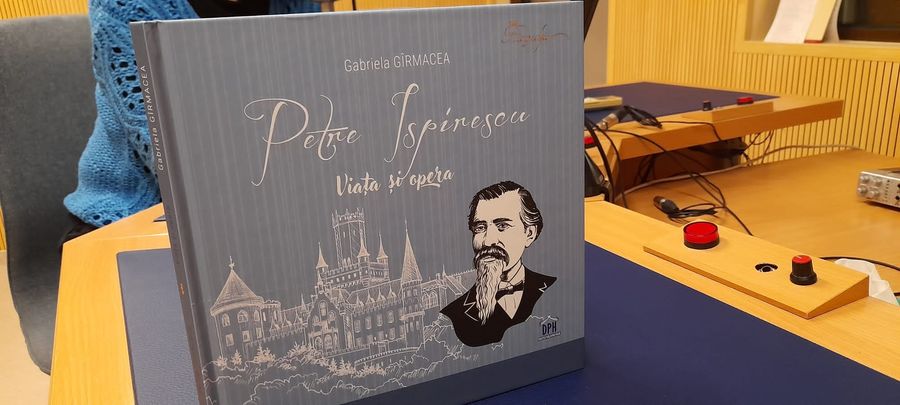 Gabriela GÎRMACEA
Petre Ispirescu
Viața și opera
DPH
Gabriela GÎRMACEA